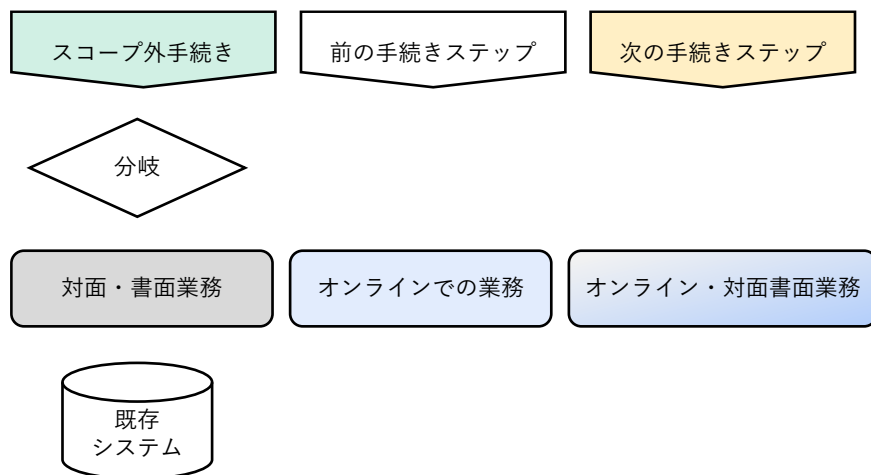 スコープ外手続き
前の手続きステップ
次の手続きステップ
分岐
対面・書面業務
オンラインでの業務
オンライン・対面書面業務
既存
システム